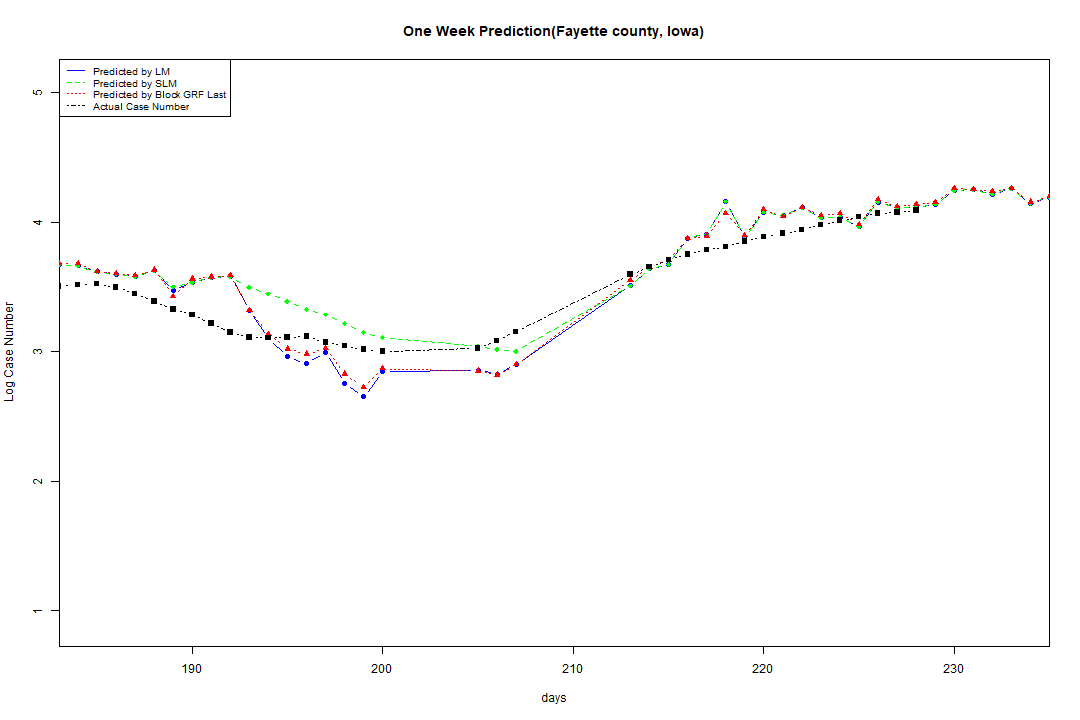 One Week Prediction(Fayette county, Iowa)
Predicted by LM
Predicted by SLM
Predicted by Block GRF Last
Actual Case Number
5
4
3
2
1
Log Case Number
190 200 210 220 230
days